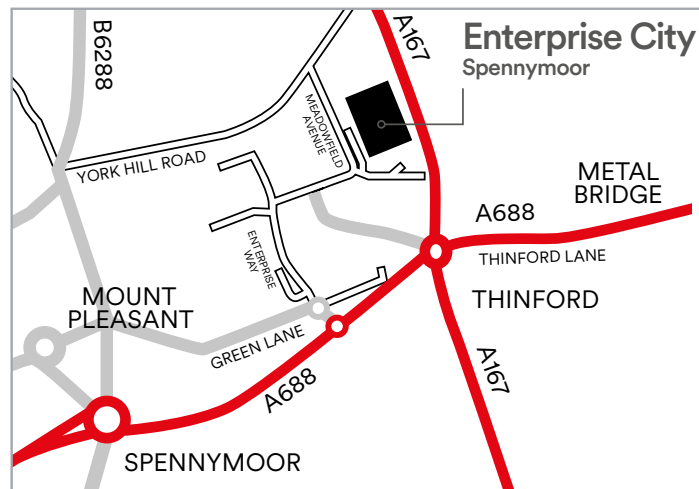 B6288
A167
Enterprise City
Spennymoor
MEADOWFIELD
AVENUE
YORK HILL ROAD
METAL
BRIDGE
A688
THINFORD LANE
ENTERPRISE
WAY
THINFORD
MOUNT
PLEASANT
GREEN LANE
A688
A167
SPENNYMOOR